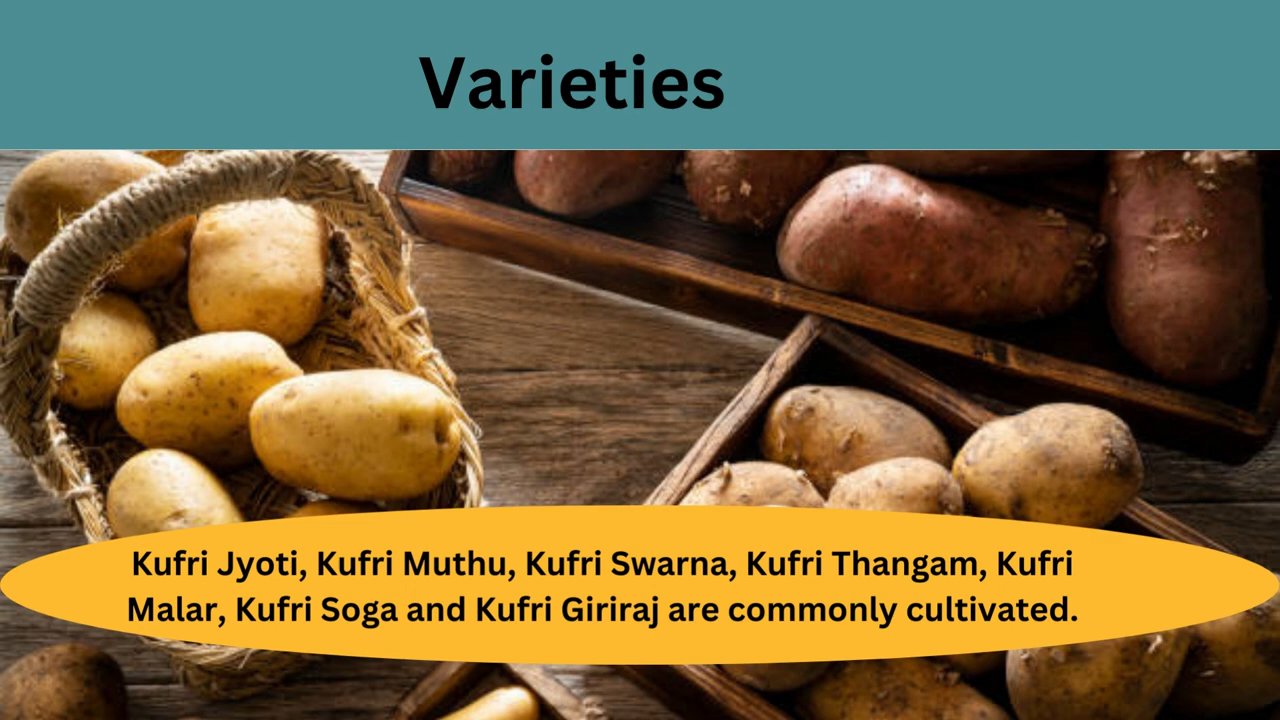 Varieties
Kufri Jyoti, Kufri Muthu, Kufri Swarna, Kufri Thangam, Kufri
Malar, Kufri Soga and Kufri Giriraj are commonly cultivated.